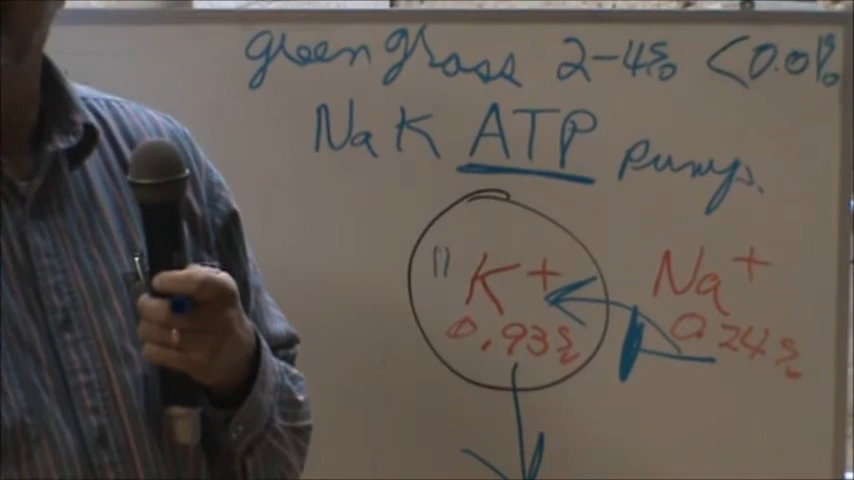 green grass 2-4% <0.01%
Na K ATP pump.
" K+ Na+
0.93% 0.24%